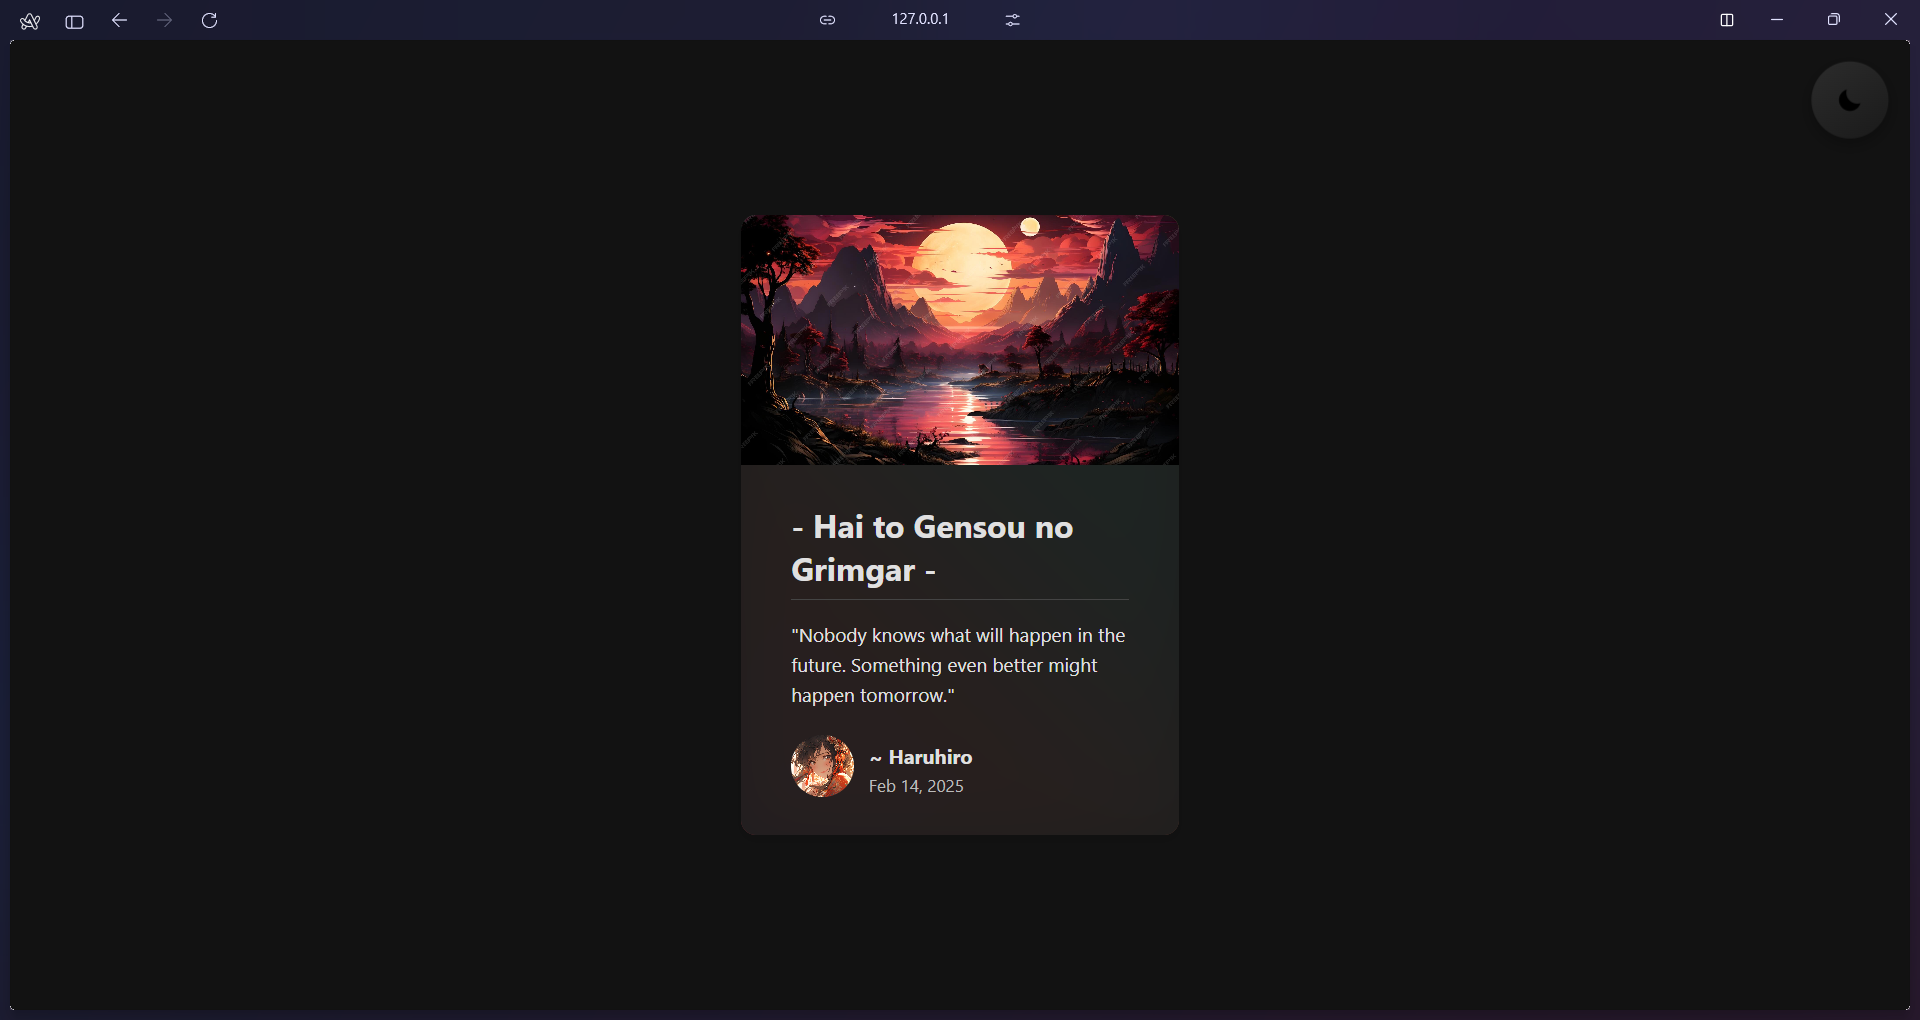 127.0.0.1
- Hai to Gensou no
Grimgar -
"Nobody knows what will happen in the
future. Something even better might
happen tomorrow."
~ Haruhiro
Feb 14, 2025